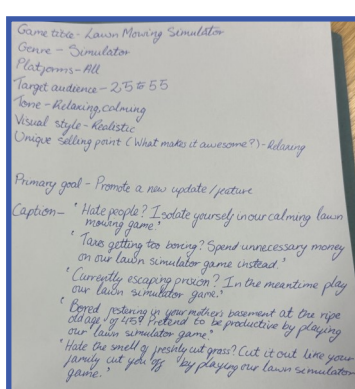 Game title - Lawn Mowing Simulator
Genre - Simulator
Platforms - All
Target audience - 25 to 55
Tone - Relaxing, calming
Visual style - Realistic
Unique selling point (What makes it awesome?) - Relaxing
Primary goal - Promote a new update/feature
Caption - "Hate people? Isolate yourself in our calming lawn
mowing game.'
'Taxes getting too boring? Spend unnecessary money
on our lawn simulator game instead.'
'Currently escaping prison? In the meantime play
our lawn simulator game.'
'Bored festering in your mother's basement at the ripe
old age of 45? Pretend to be productive by playing
our lawn simulator game.'
'Hate the smell of freshly cut grass? Cut it out like your
family cut you off by playing our lawn simulator
game.'